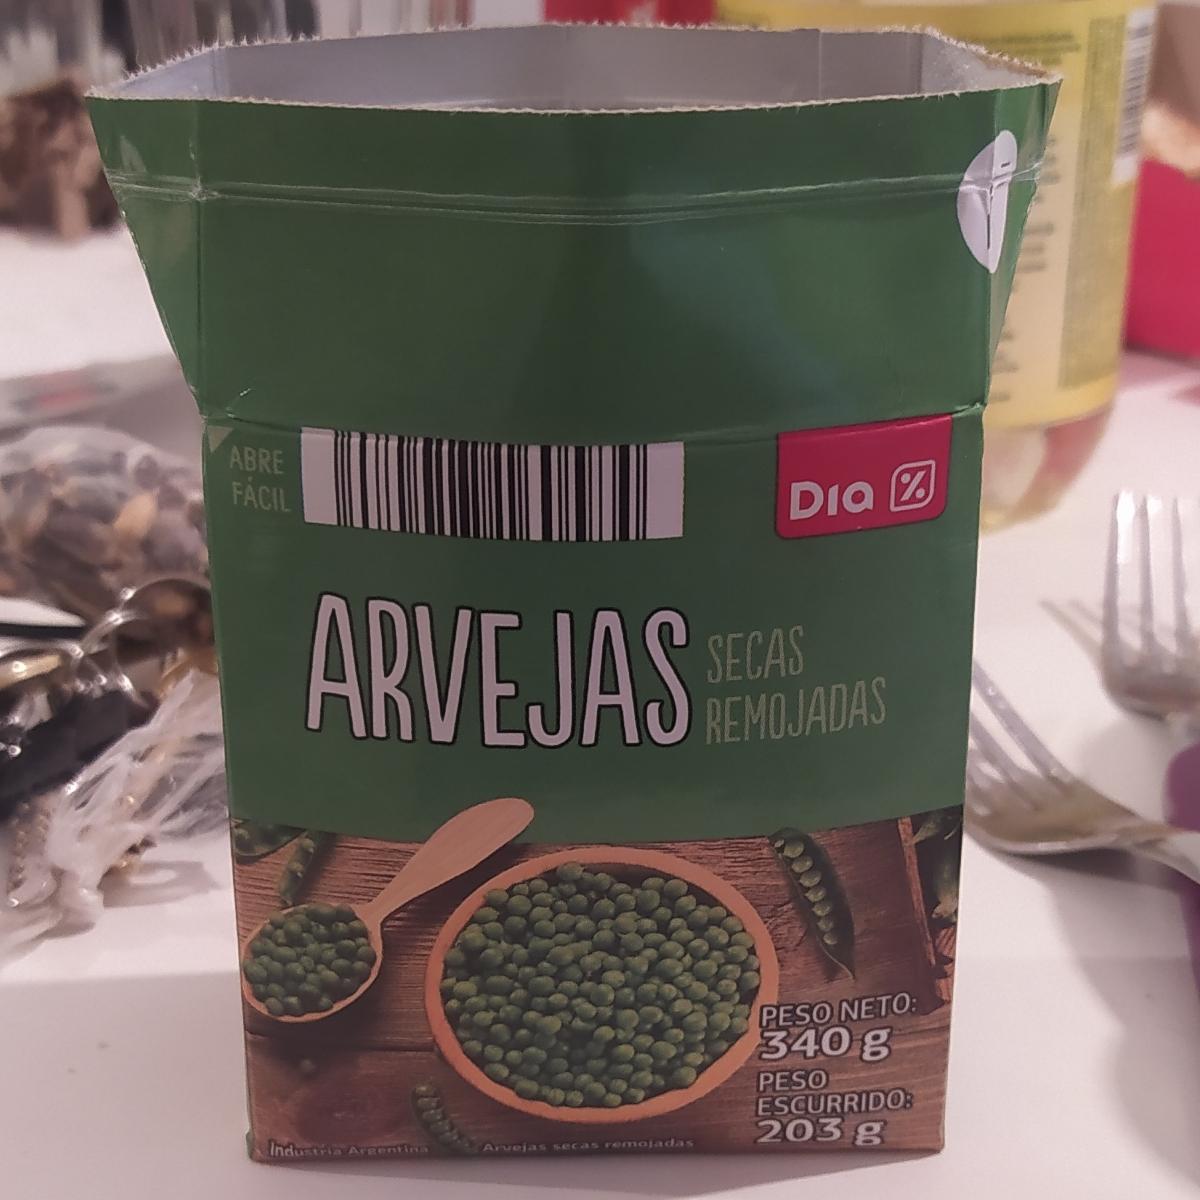 ABRE
FÁCIL
Dia %
ARVEJAS
SECAS
REMOJADAS
PESO NETO:
340 g
PESO
ESCURRIDO:
203 g
Industria Argentina
Arvejas secas remojadas